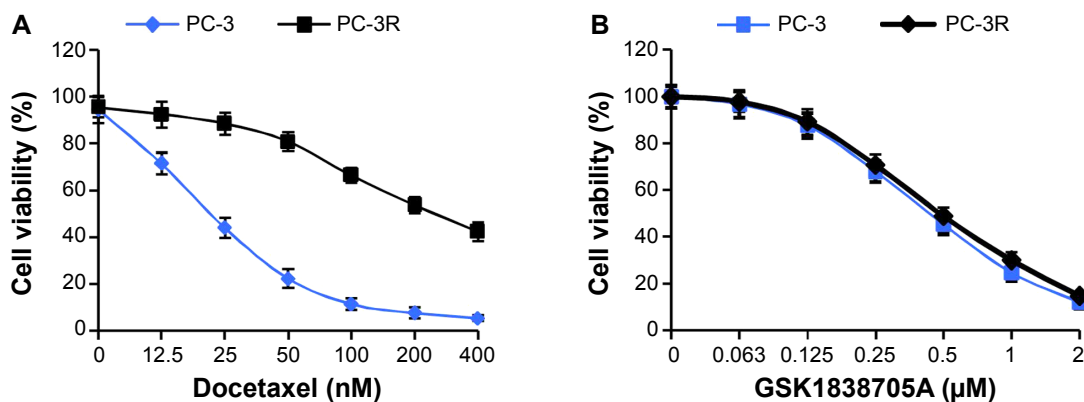 A
PC-3 PC-3R
120
100
80
60
40
20
0
Cell viability (%)
0 12.5 25 50 100 200 400
Docetaxel (nM)
B
PC-3 PC-3R
120
100
80
60
40
20
0
Cell viability (%)
0 0.063 0.125 0.25 0.5 1 2
GSK1838705A (µM)